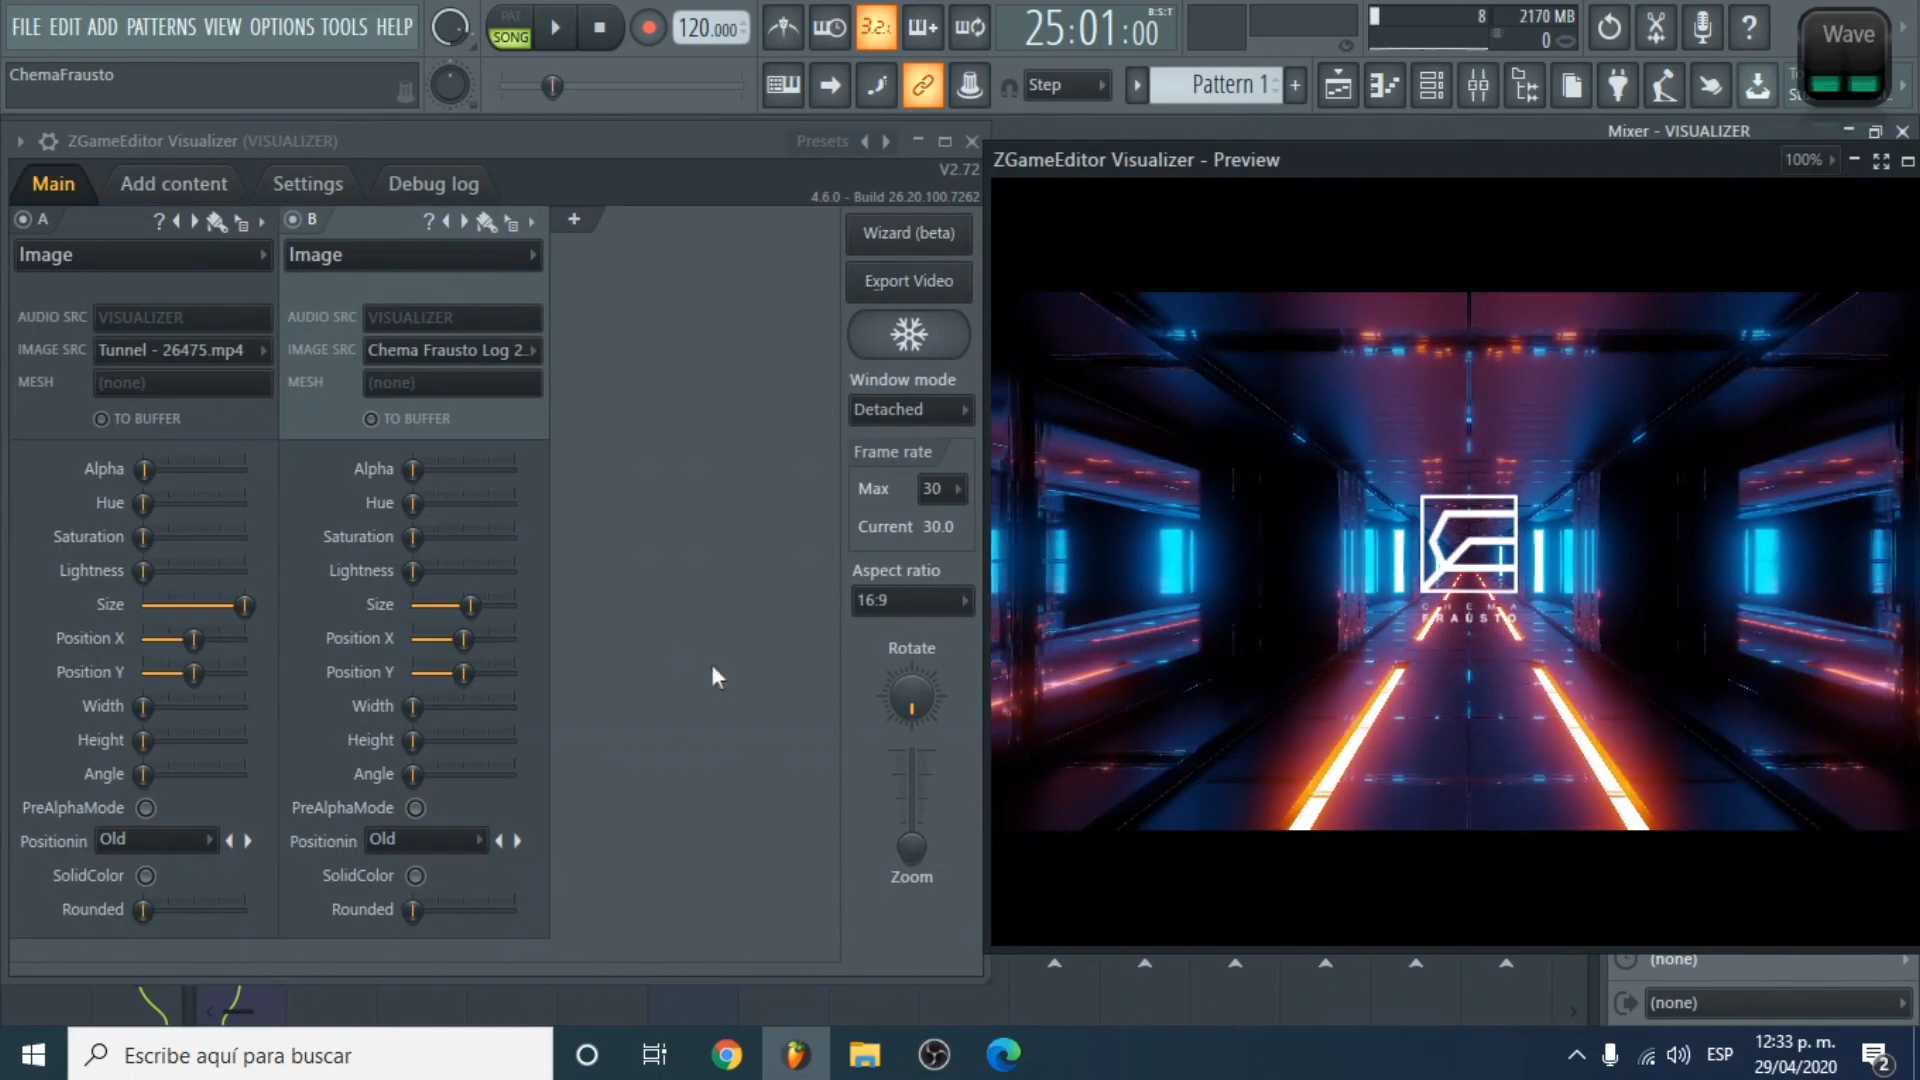 FILE EDIT ADD PATTERNS VIEW OPTIONS TOOLS HELP
PAT
SONG
120.000
3.2.
25:01:00
B:S:T
8
2170 MB
0
Wave
ChemaFrausto
Step
Pattern 1
ZGameEditor Visualizer (VISUALIZER)
Presets
Mixer - VISUALIZER
ZGameEditor Visualizer - Preview
100%
Main
Add content
Settings
Debug log
V2.72
4.6.0 - Build 26.20.100.7262
A
B
Image
Image
AUDIO SRC VISUALIZER
AUDIO SRC VISUALIZER
IMAGE SRC Tunnel - 26475.mp4
IMAGE SRC Chema Frausto Log 2..
MESH (none)
MESH (none)
TO BUFFER
TO BUFFER
Alpha
Alpha
Hue
Hue
Saturation
Saturation
Lightness
Lightness
Size
Size
Position X
Position X
Position Y
Position Y
Width
Width
Height
Height
Angle
Angle
PreAlphaMode
PreAlphaMode
Positionin Old
Positionin Old
SolidColor
SolidColor
Rounded
Rounded
Wizard (beta)
Export Video
Window mode
Detached
Frame rate
Max 30
Current 30.0
Aspect ratio
16:9
Rotate
Zoom
CHEMA
FRAUSTO
(none)
(none)
Escribe aquí para buscar
ESP
12:33 p. m.
29/04/2020
2